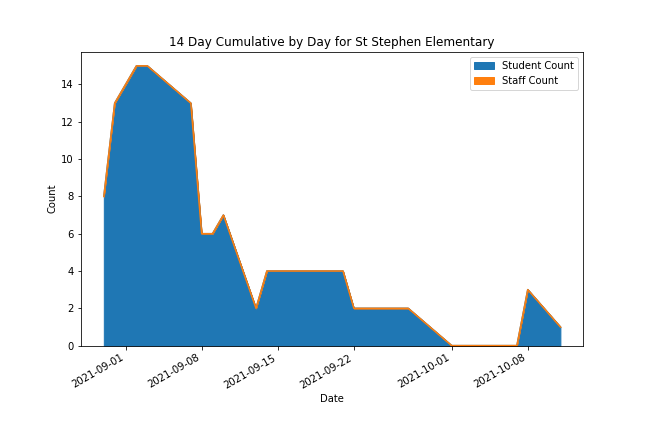 14 Day Cumulative by Day for St Stephen Elementary
Student Count
Staff Count
Count
14
12
10
8
6
4
2
0
2021-09-01
2021-09-08
2021-09-15
2021-09-22
2021-10-01
2021-10-08
Date